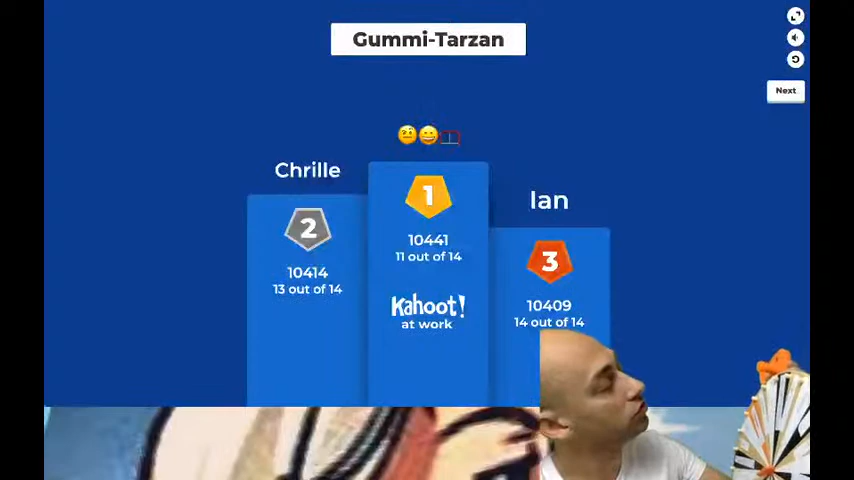 Gummi-Tarzan
Next
🤨😀
Chrille
1
Ian
2
10441
11 out of 14
3
10414
13 out of 14
Kahoot!
at work
10409
14 out of 14